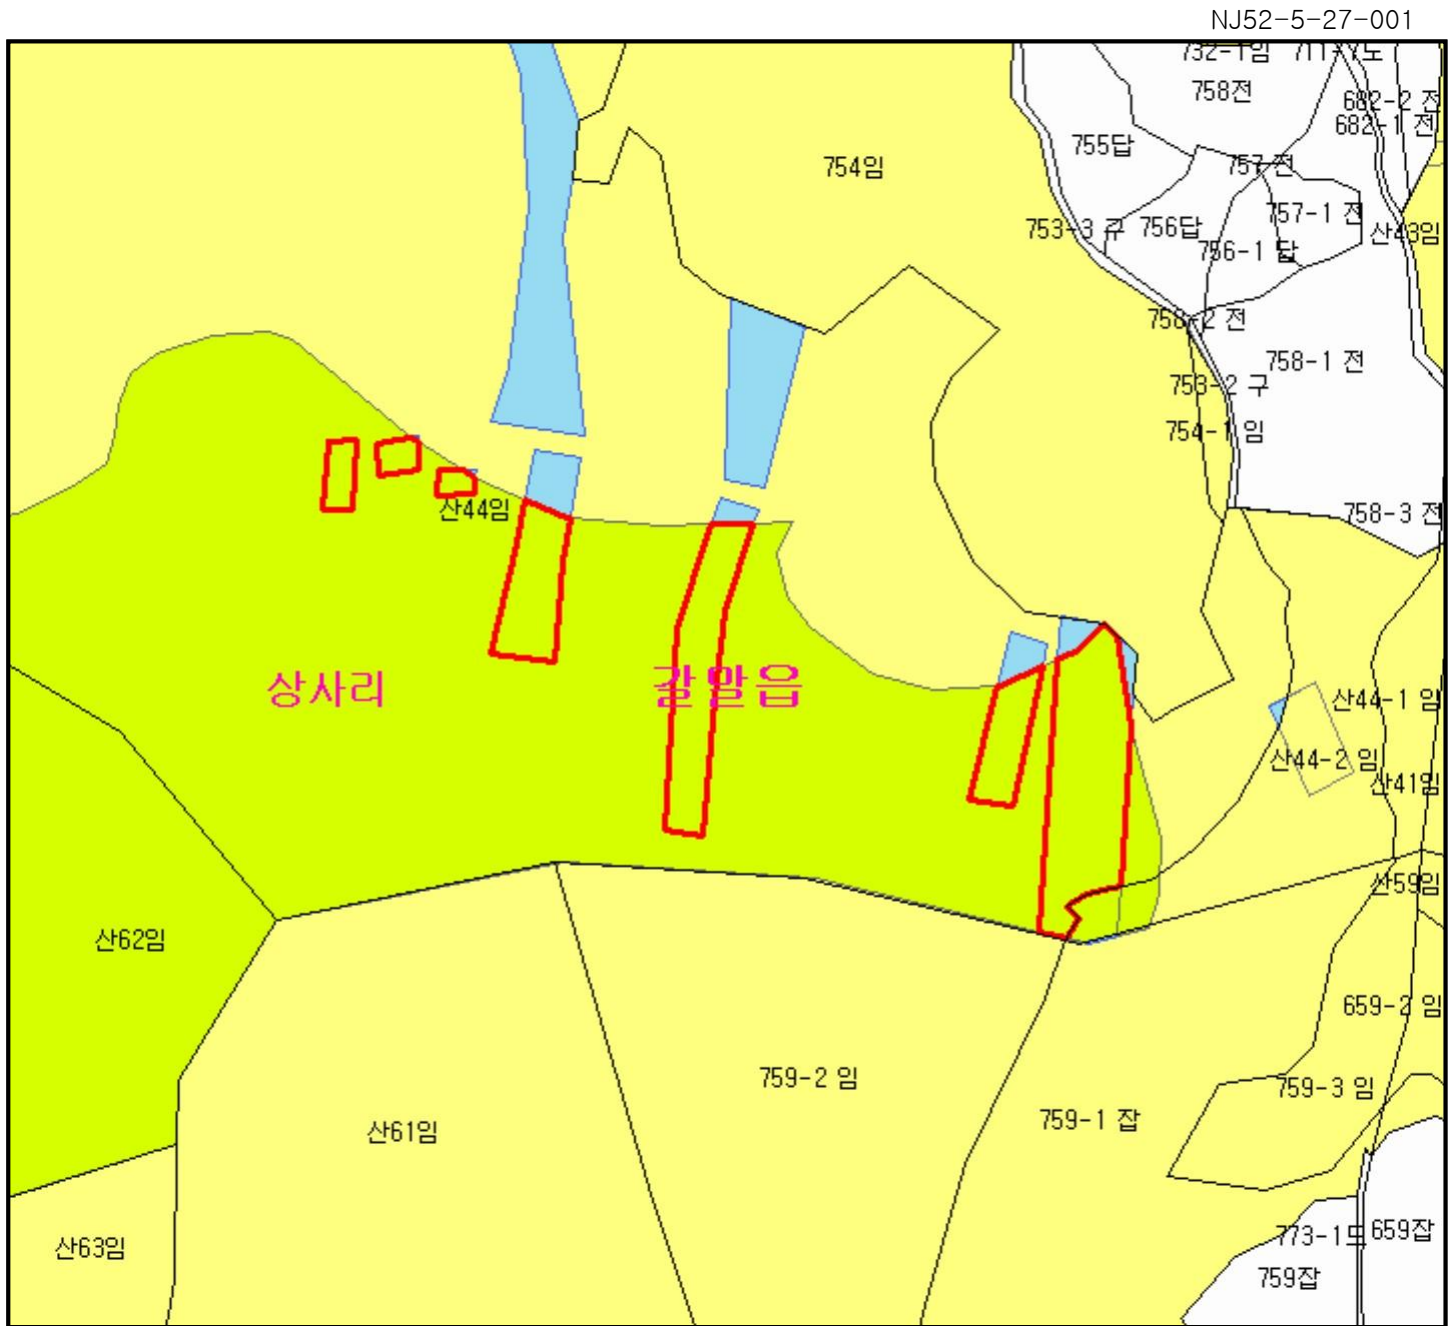 NJ52-5-27-001
732-1임
711-7도
758전
682-2 전
682-1 전
755답
754임
757 전
757-1 전
753-3 구
756답
756-1 답
산43임
758-2 전
758-1 전
753-2 구
754-1 임
산44임
758-3 전
상사리
갈말읍
산44-1 임
산44-2 임
산41임
산59임
산62임
659-2 임
759-2 임
759-3 임
산61임
759-1 잡
산63임
773-1도
659잡
759잡